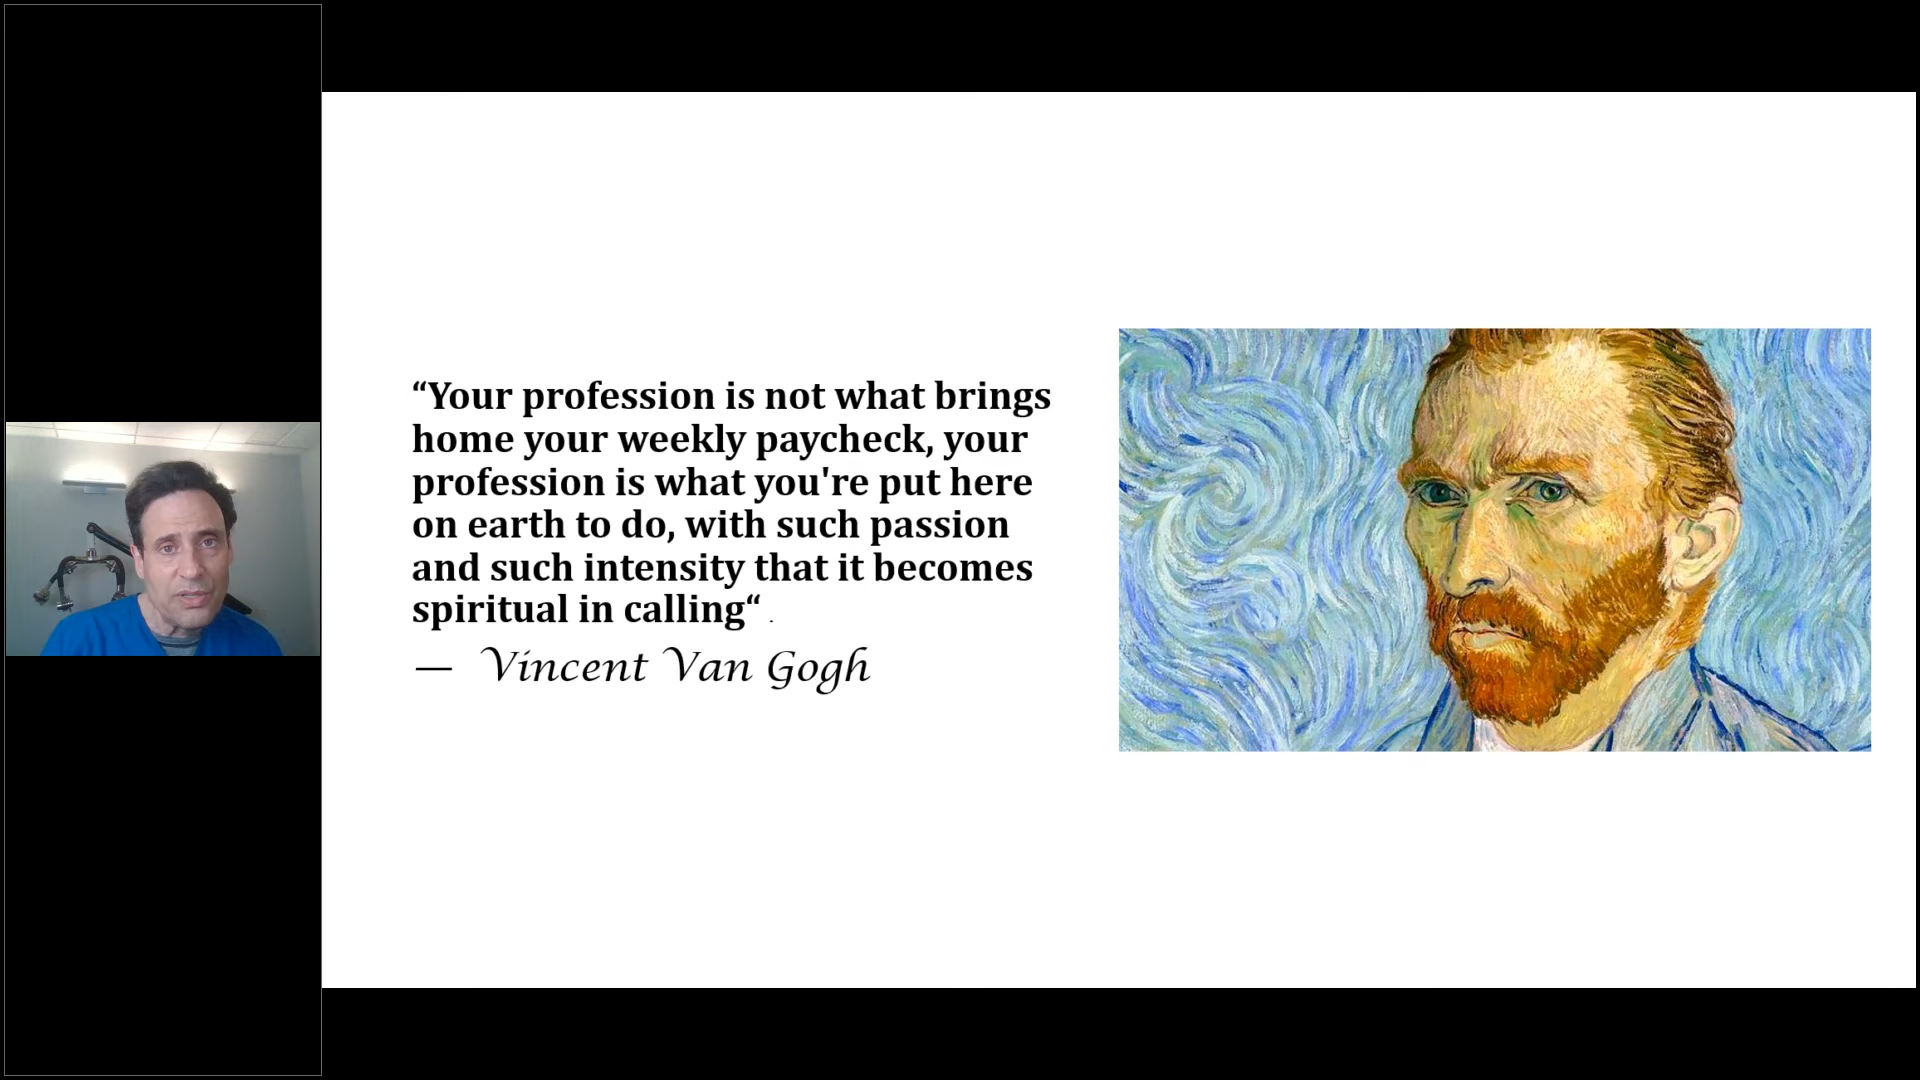 “Your profession is not what brings
home your weekly paycheck, your
profession is what you're put here
on earth to do, with such passion
and such intensity that it becomes
spiritual in calling“ .
— Vincent Van Gogh